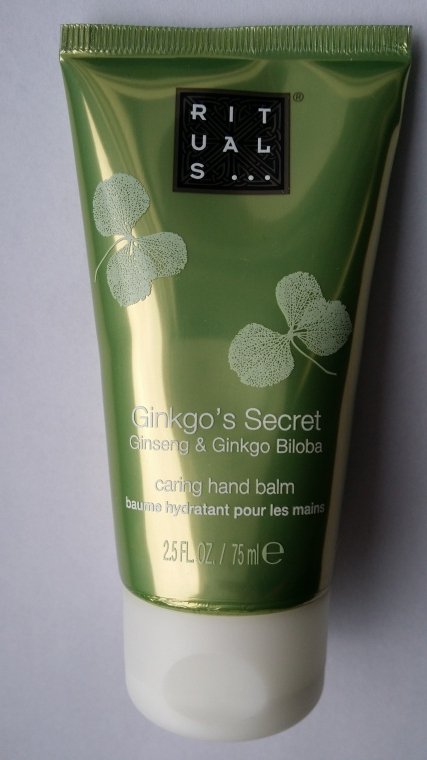 RIT
UAL
S...
®
Ginkgo's Secret
Ginseng & Ginkgo Biloba
caring hand balm
baume hydratant pour les mains
2.5 FL. OZ. / 75 ml ℮